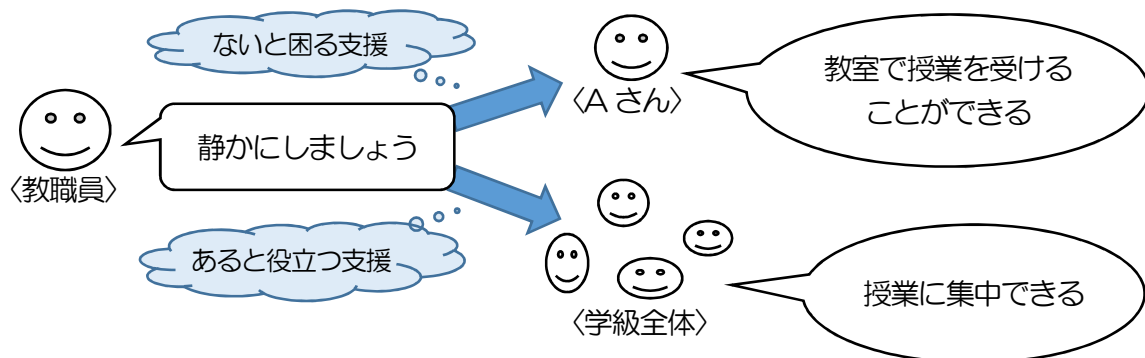 ないと困る支援
静かにしましょう
〈教職員〉
あると役立つ支援
〈Aさん〉
教室で授業を受ける
ことができる
〈学級全体〉
授業に集中できる